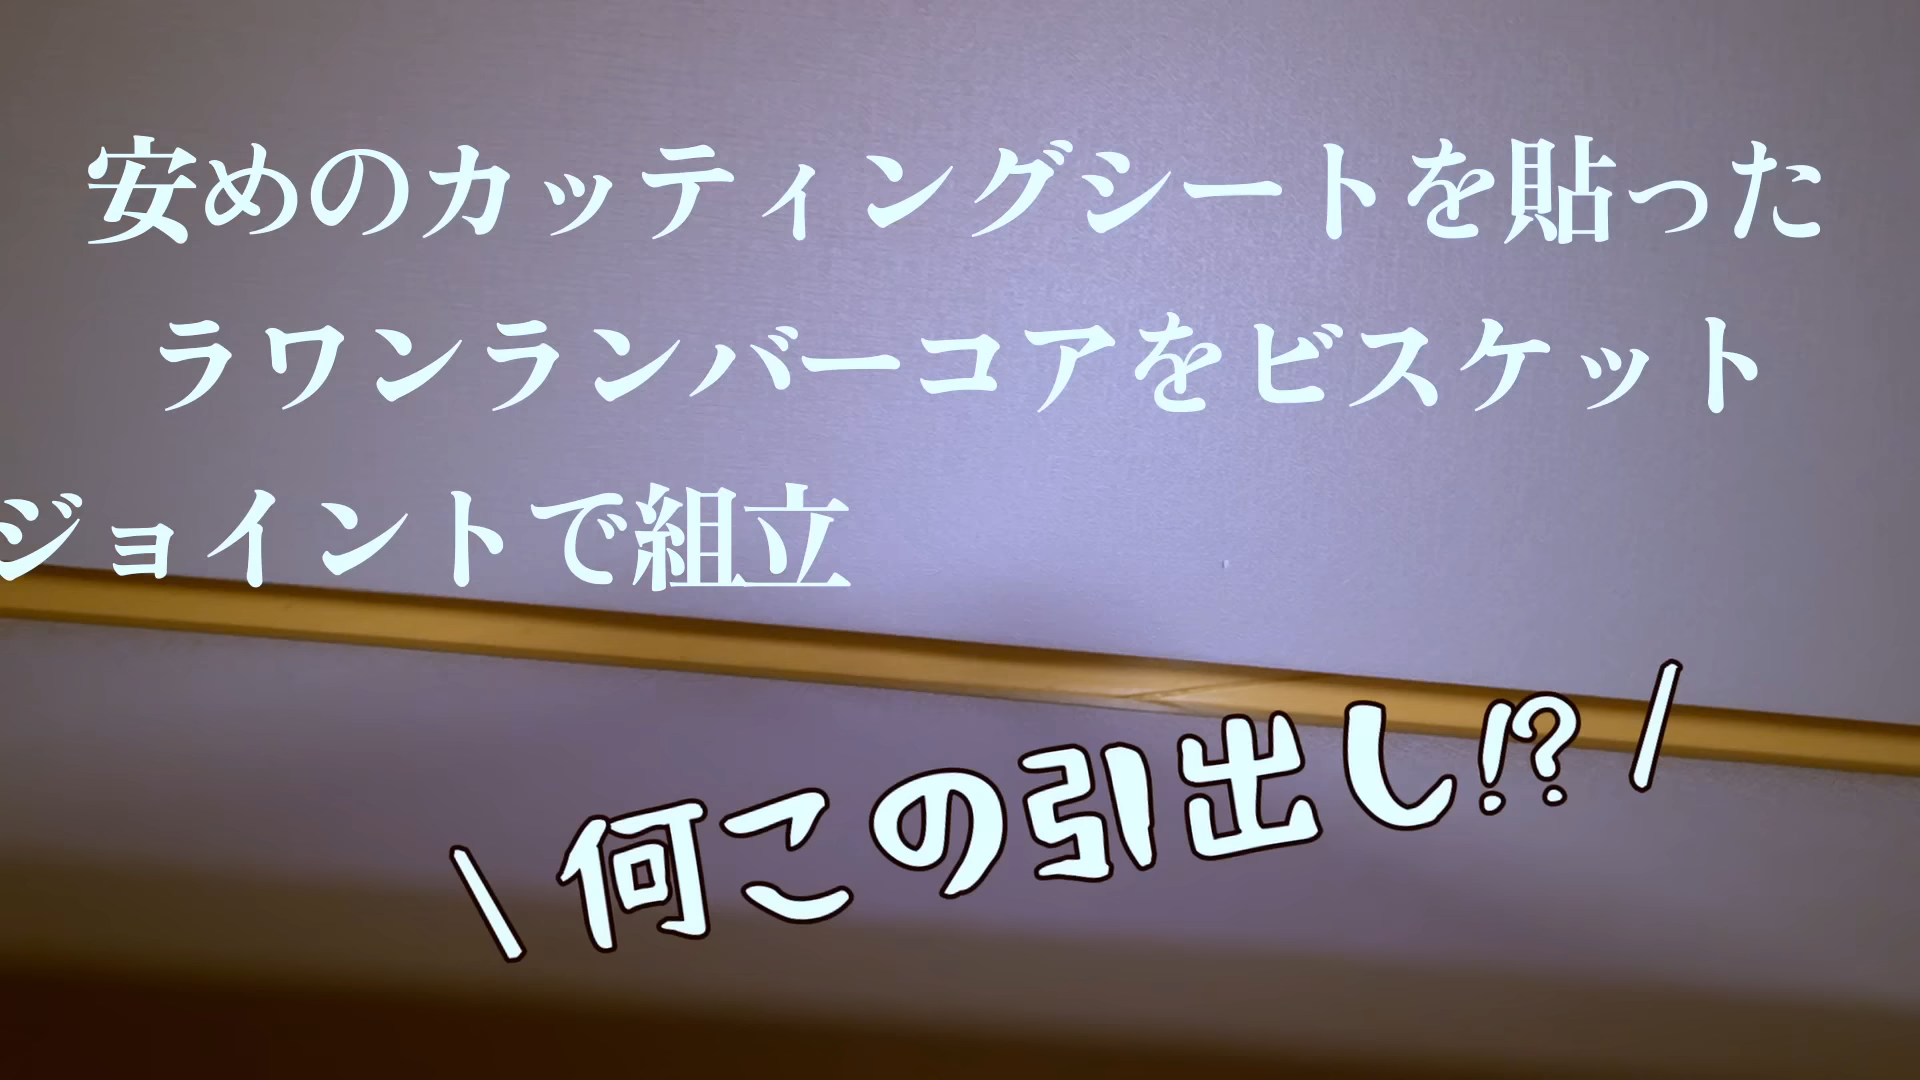 安めのカッティングシートを貼った
ラワンランバーコアをビスケット
ジョイントで組立
\ 何この引出し!? /